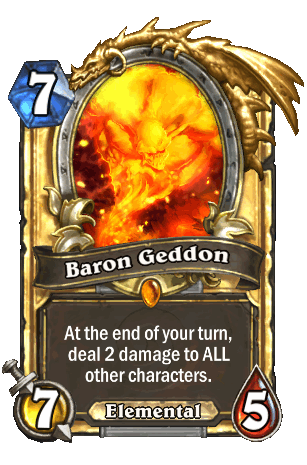 7
Baron Geddon
At the end of your turn,
deal 2 damage to ALL
other characters.
7
Elemental
5